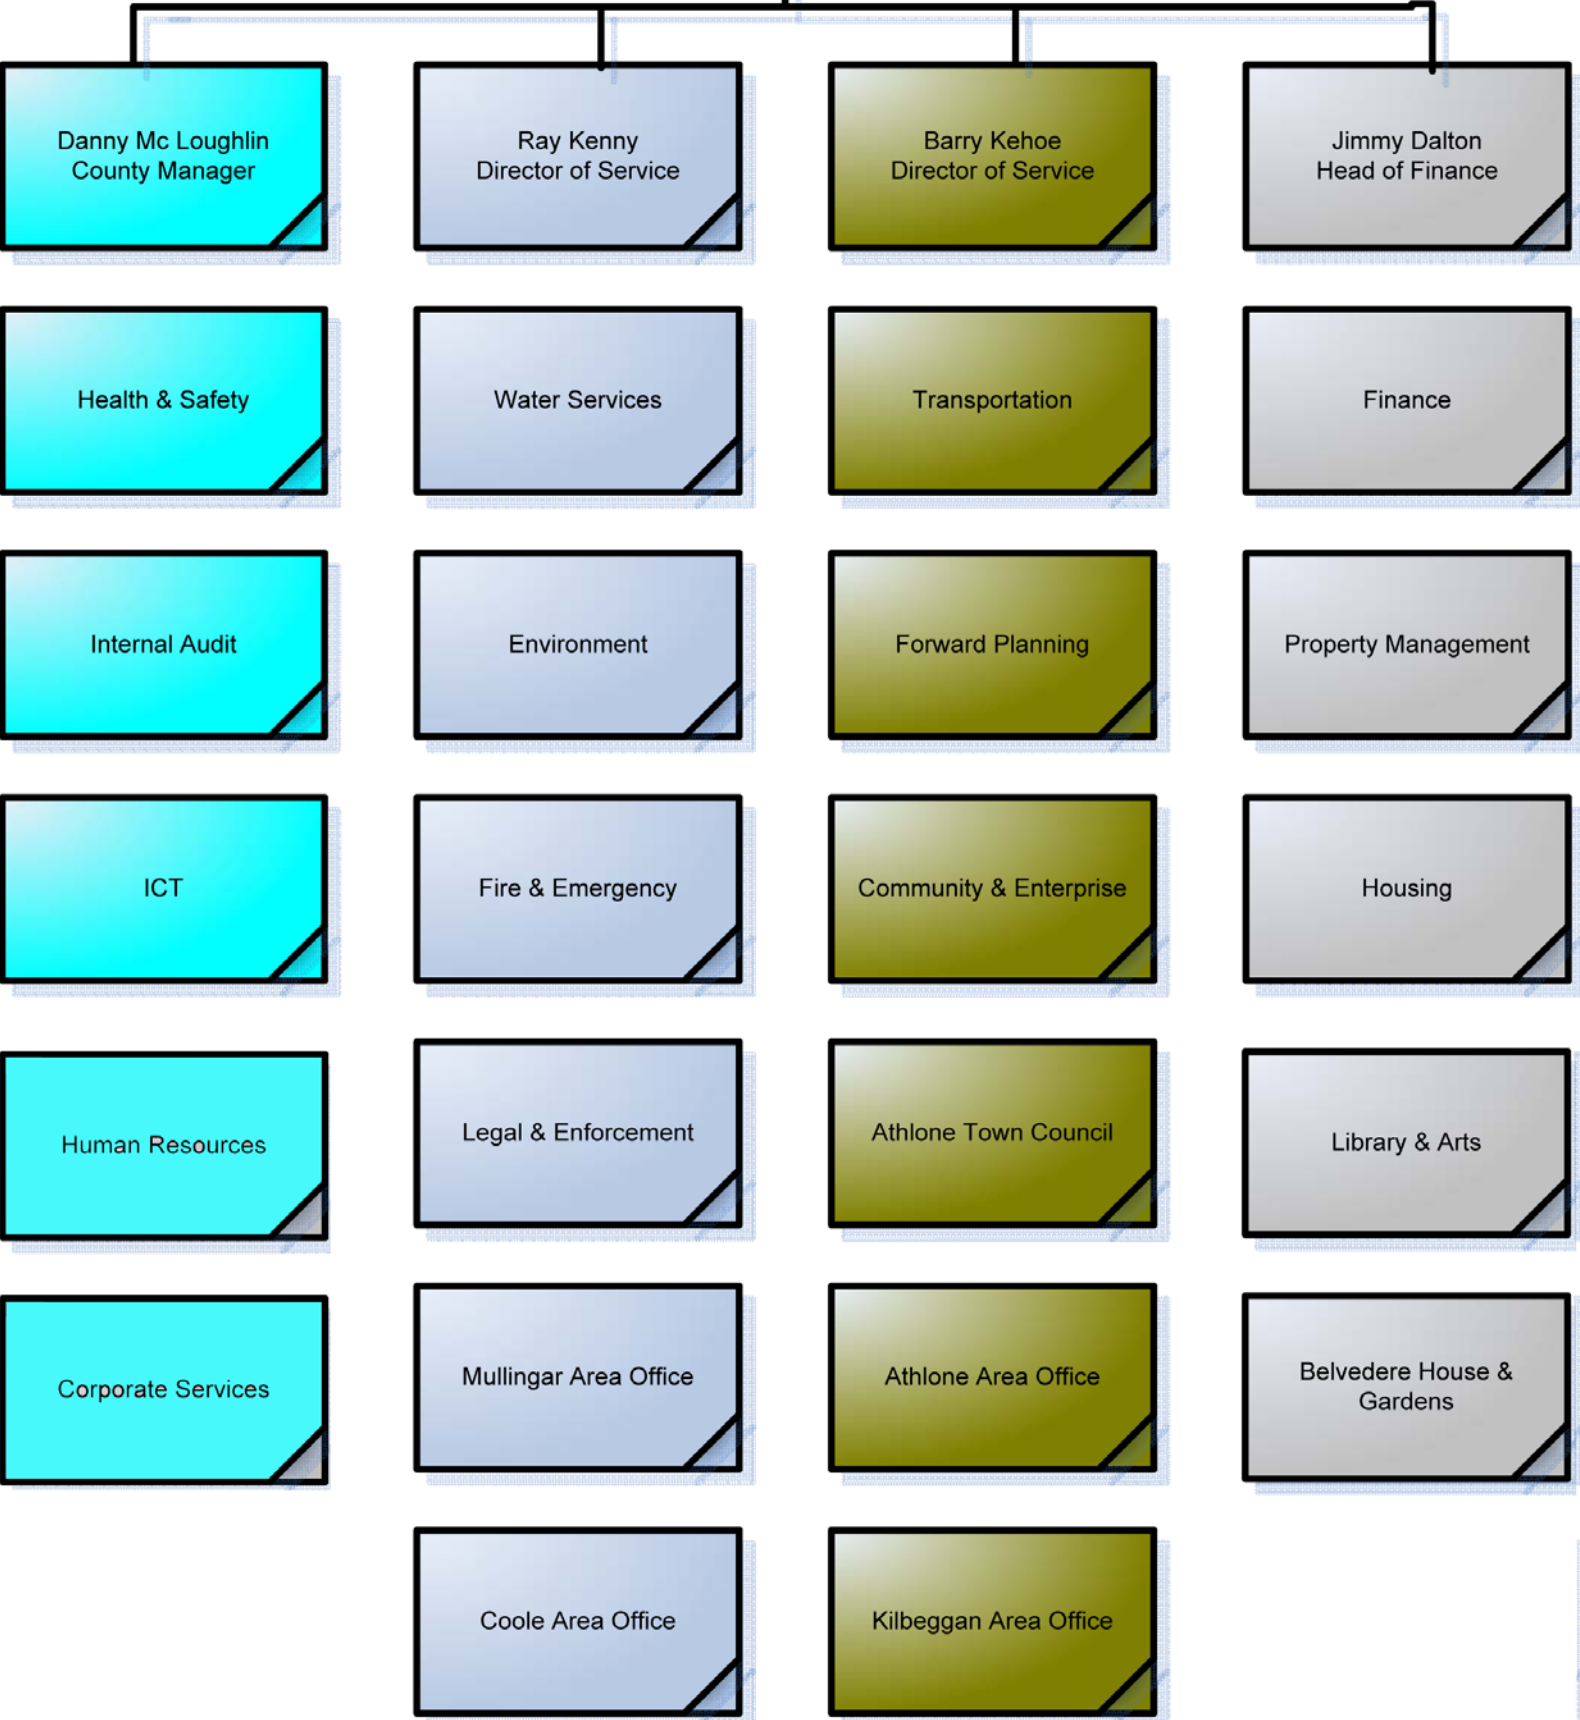 Danny Mc Loughlin
County Manager
Ray Kenny
Director of Service
Barry Kehoe
Director of Service
Jimmy Dalton
Head of Finance
Health & Safety
Water Services
Transportation
Finance
Internal Audit
Environment
Forward Planning
Property Management
ICT
Fire & Emergency
Community & Enterprise
Housing
Human Resources
Legal & Enforcement
Athlone Town Council
Library & Arts
Corporate Services
Mullingar Area Office
Athlone Area Office
Belvedere House &
Gardens
Coole Area Office
Kilbeggan Area Office